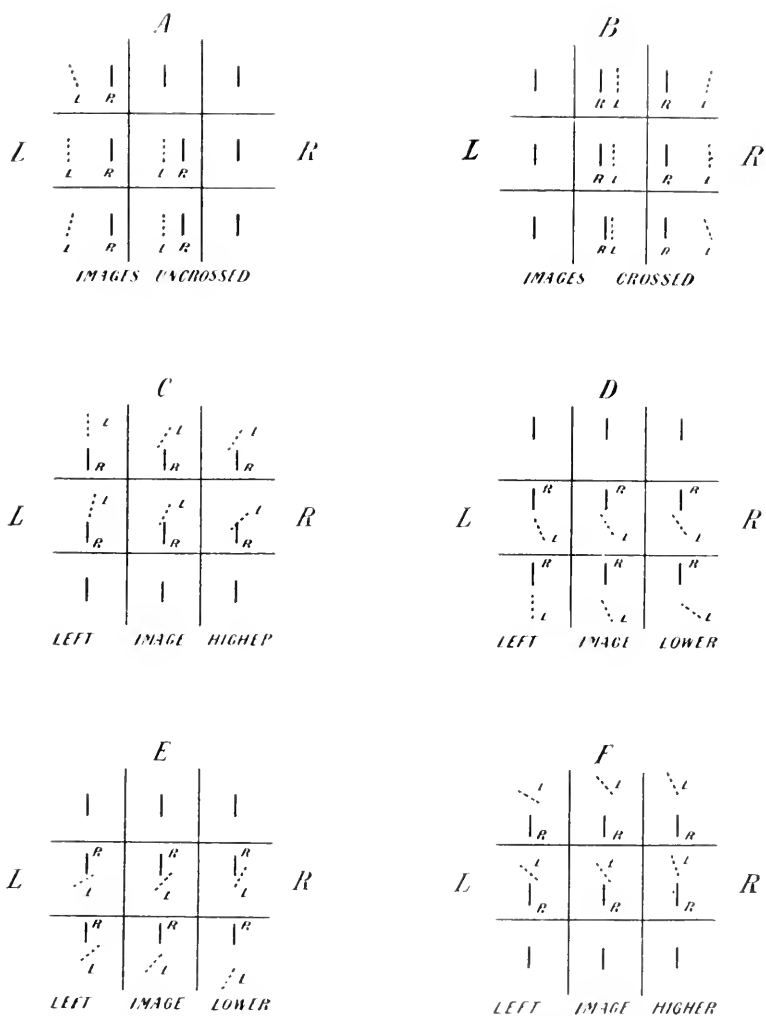 A
L R
L R
L R L R
L R L R
IMAGES UNCROSSED
B
R L R L
L R
R L R L
R L R L
IMAGES CROSSED
C
L L L
R R R
L L L
L R
R R R
LEFT IMAGE HIGHER
D
R R R
L R
L L L
R R R
L L L
LEFT IMAGE LOWER
E
R R R
L R
L L L
R R R
L L L
LEFT IMAGE LOWER
F
L L L
R R R
L L L
L R
R R R
LEFT IMAGE HIGHER